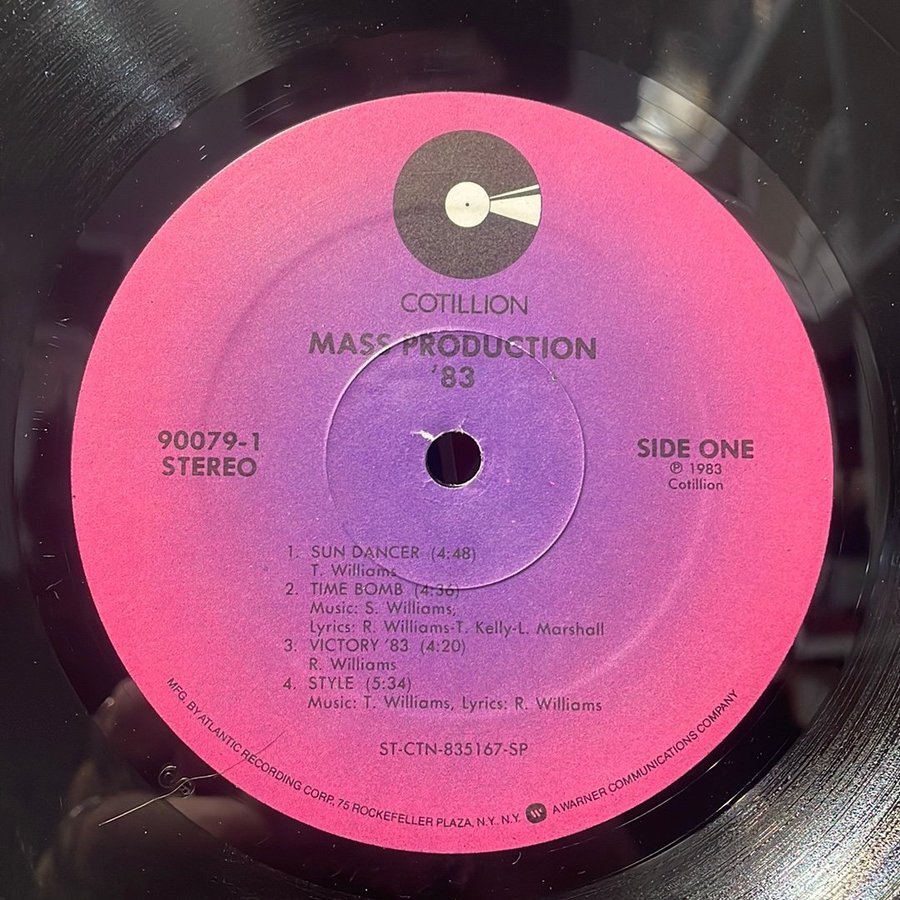 COTILLION
MASS PRODUCTION
'83
90079-1
STEREO
SIDE ONE
℗ 1983
Cotillion
1. SUN DANCER (4:48)
T. Williams
2. TIME BOMB (4:36)
Music: S. Williams,
Lyrics: R. Williams-T. Kelly-L. Marshall
3. VICTORY '83 (4:20)
R. Williams
4. STYLE (5:34)
Music: T. Williams, Lyrics: R. Williams
ST-CTN-835167-SP
MFG. BY ATLANTIC RECORDING CORP., 75 ROCKEFELLER PLAZA, N.Y. N.Y. W A WARNER COMMUNICATIONS COMPANY